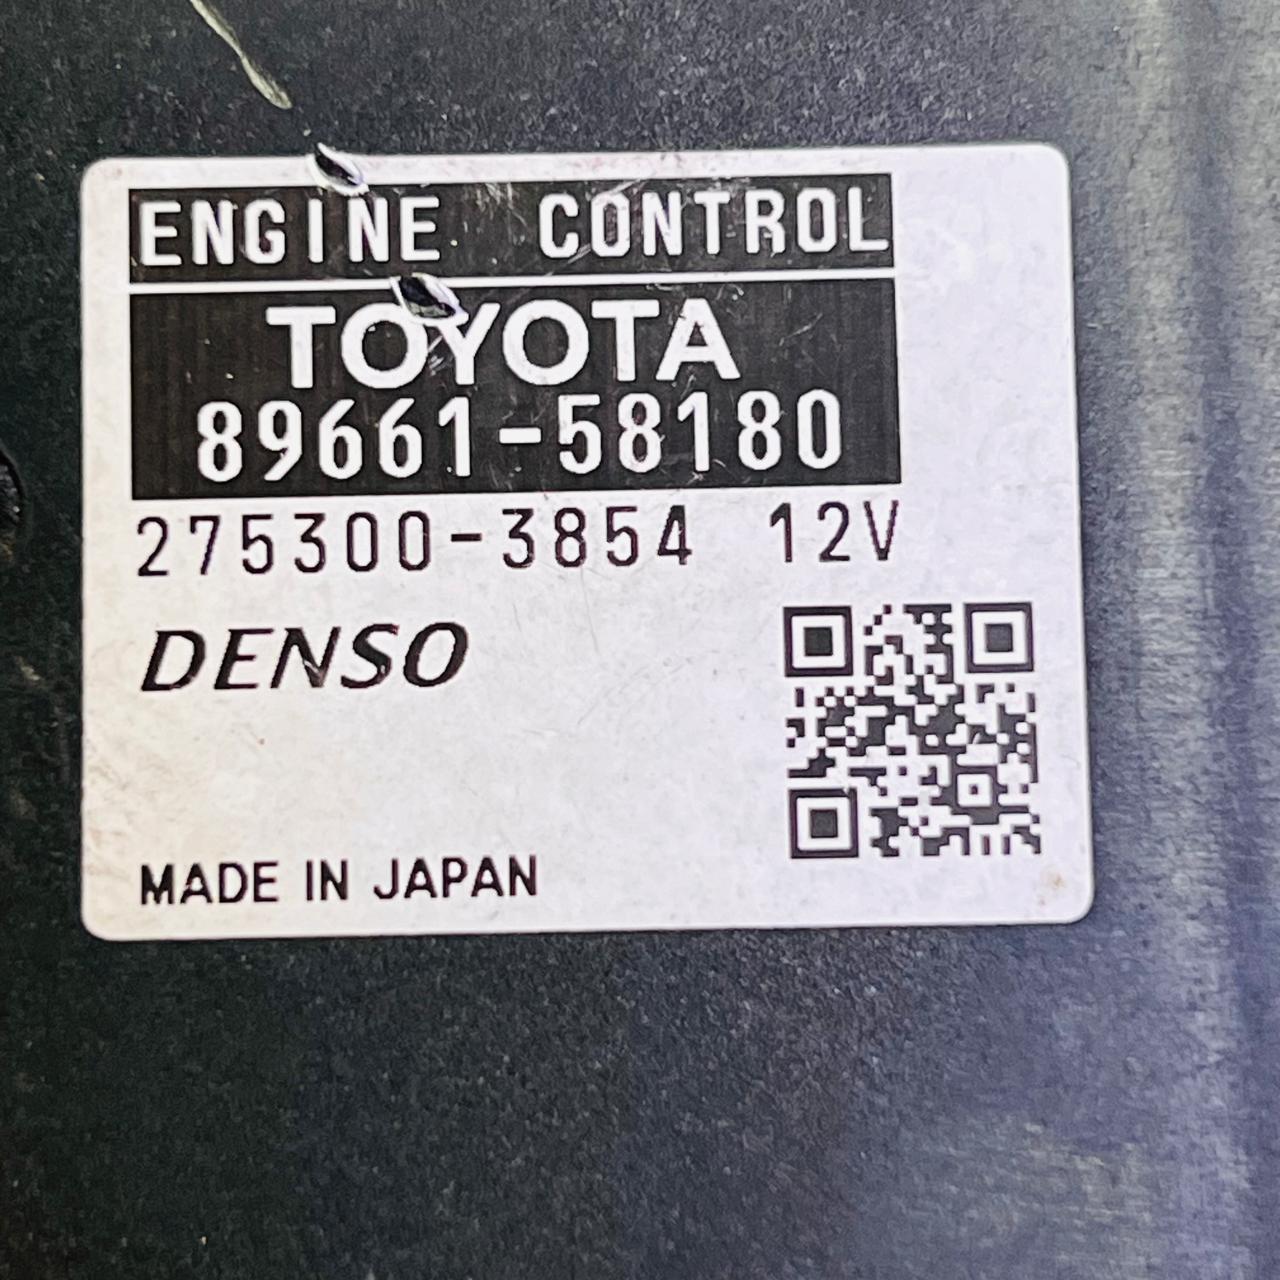 ENGINE CONTROL
TOYOTA
89661-58180
275300-3854 12V
DENSO
MADE IN JAPAN